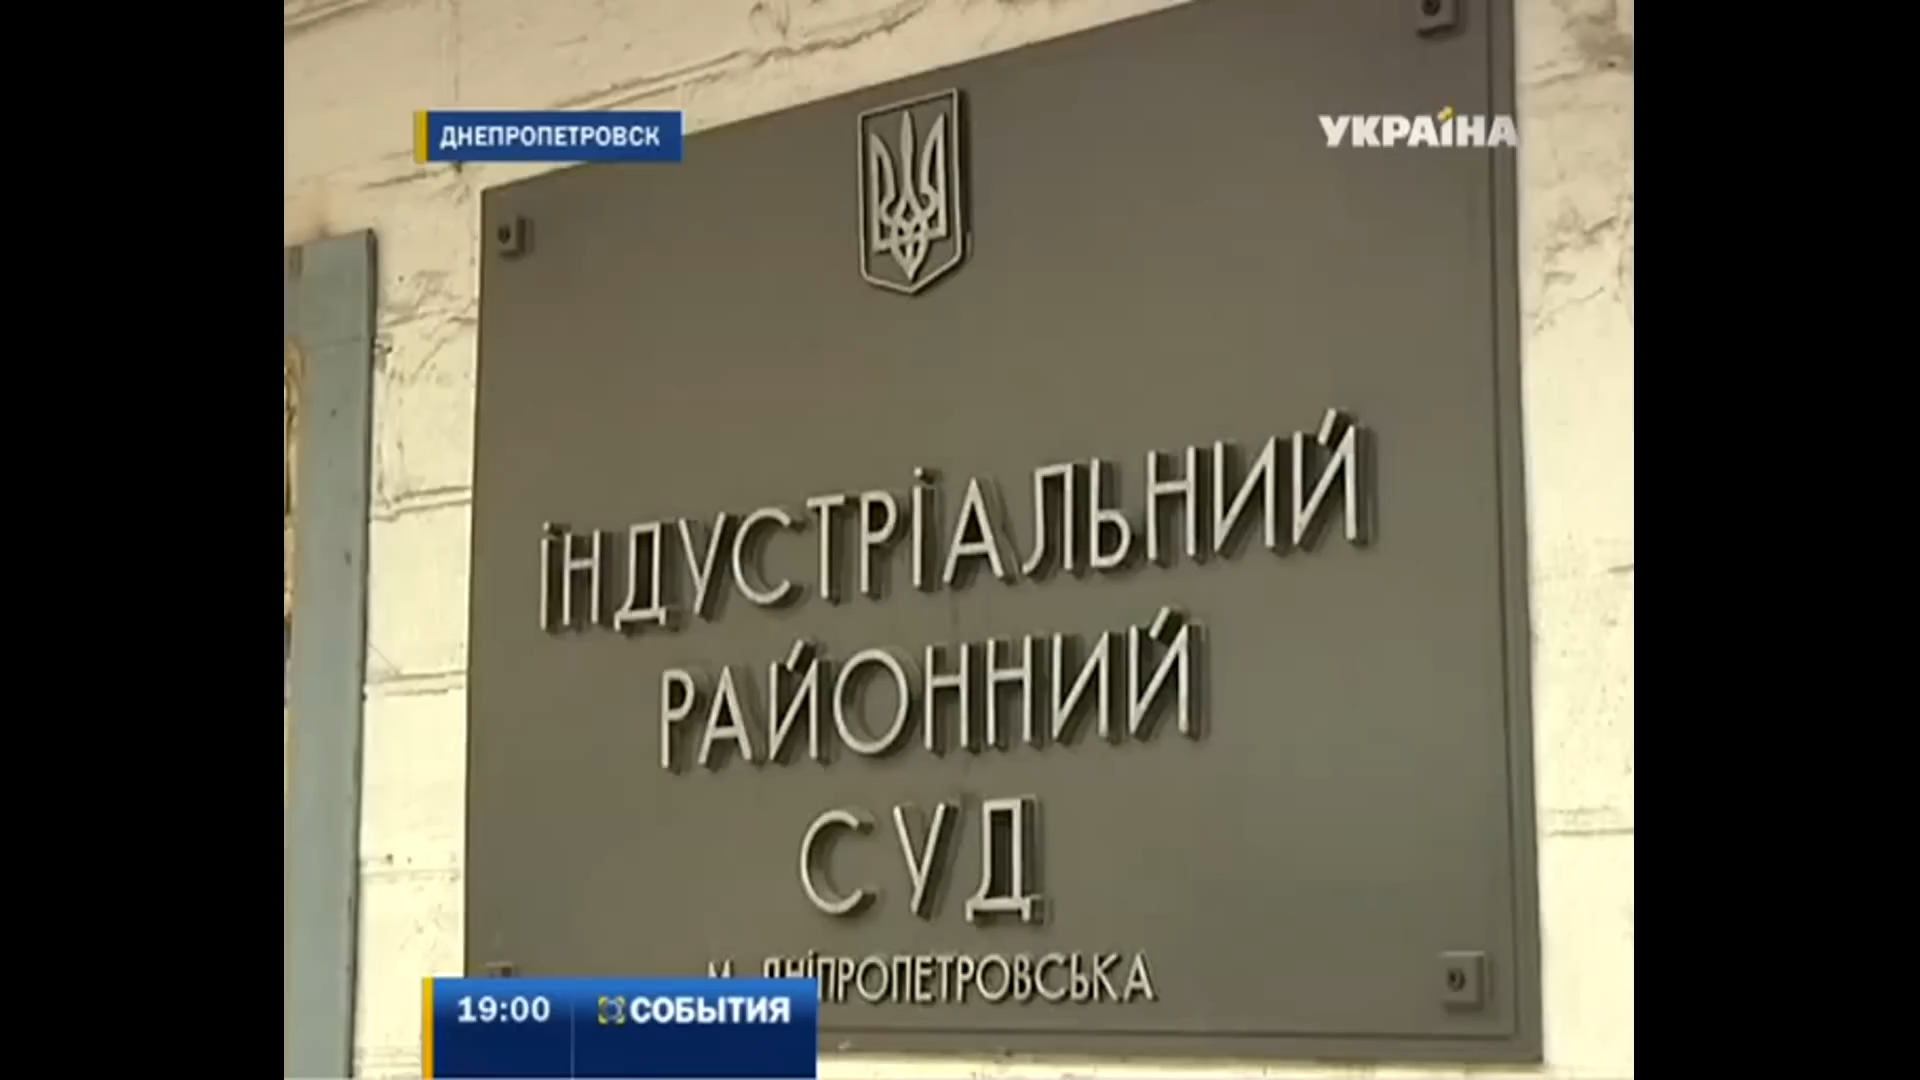 ДНЕПРОПЕТРОВСК
УКРАЇНА
ІНДУСТРІАЛЬНИЙ
РАЙОННИЙ
СУД
М. ДНІПРОПЕТРОВСЬКА
19:00 СОБЫТИЯ